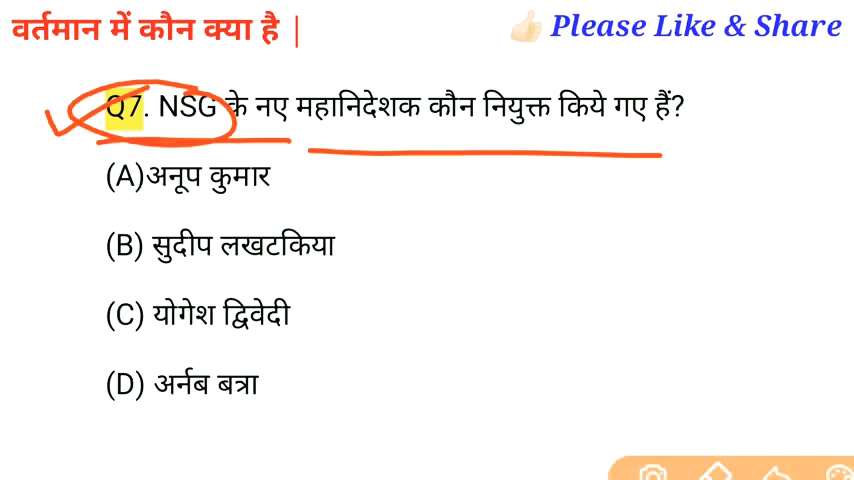 वर्तमान में कौन क्या है |
Please Like & Share
Q7. NSG के नए महानिदेशक कौन नियुक्त किये गए हैं?
(A)अनूप कुमार
(B) सुदीप लखटकिया
(C) योगेश द्विवेदी
(D) अर्नब बत्रा